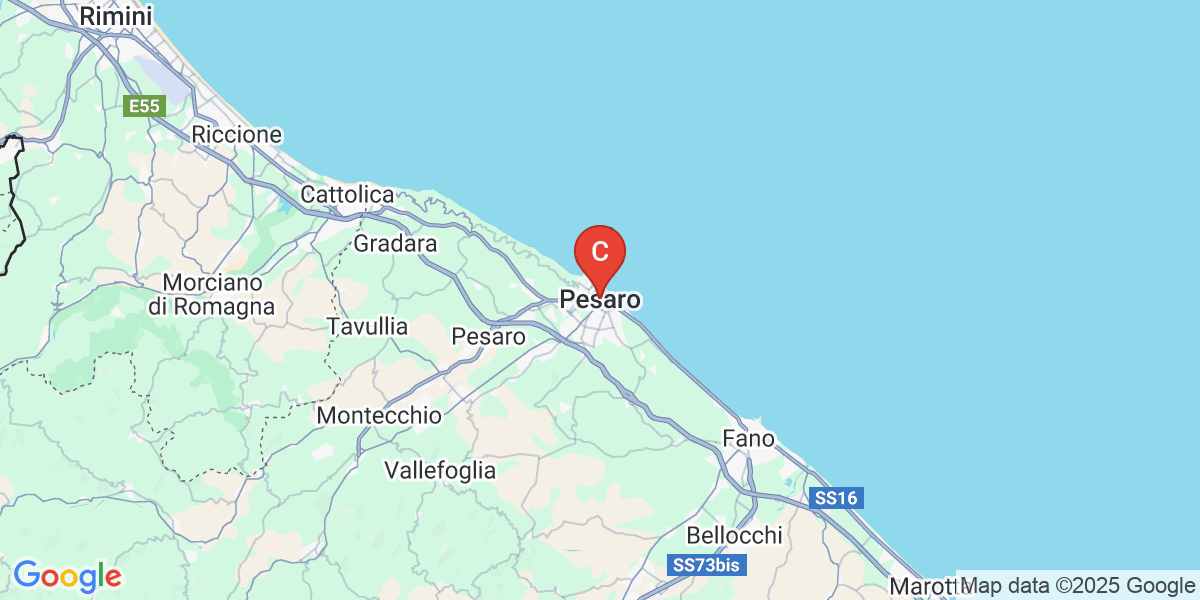 Rimini
E55
Riccione
Cattolica
Gradara
C
Morciano
di Romagna
Pesaro
Tavullia
Pesaro
Montecchio
Fano
Vallefoglia
SS16
Bellocchi
SS73bis
Google
Marotta
Map data ©2025 Google